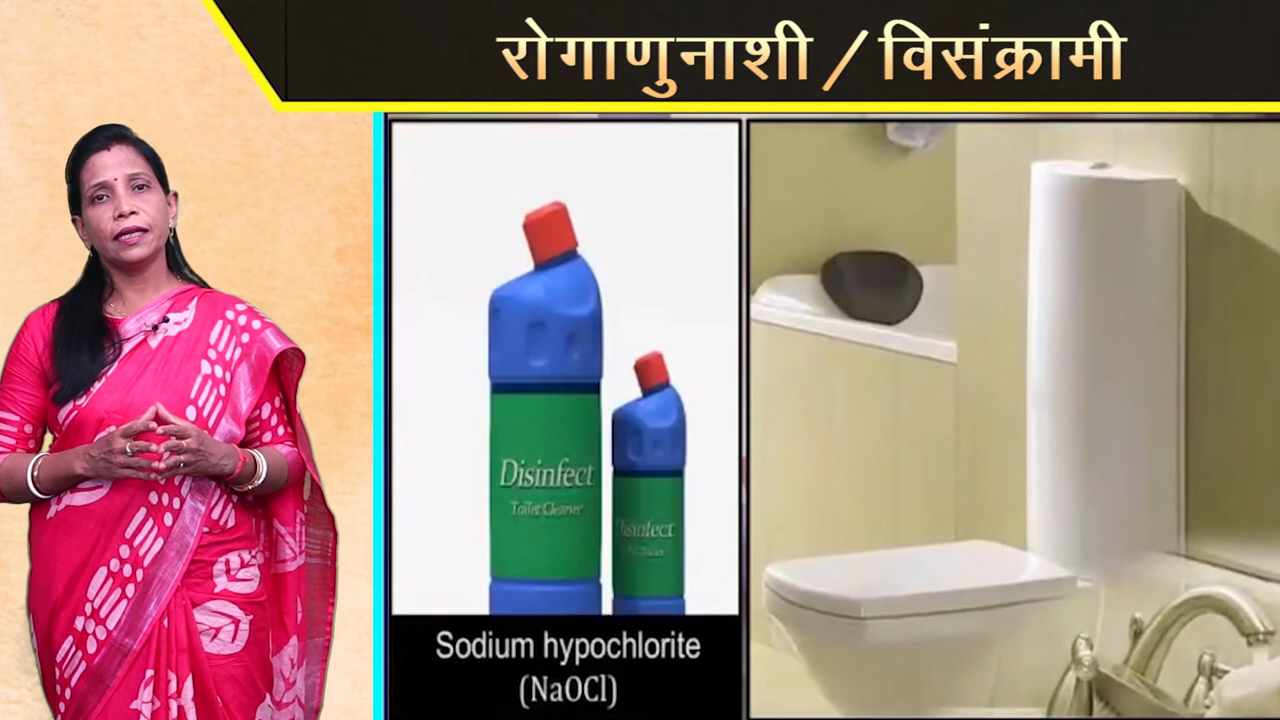 रोगाणुनाशी / विसंक्रामी
Disinfect
Toilet Cleaner
Disinfect
Sodium hypochlorite
(NaOCl)